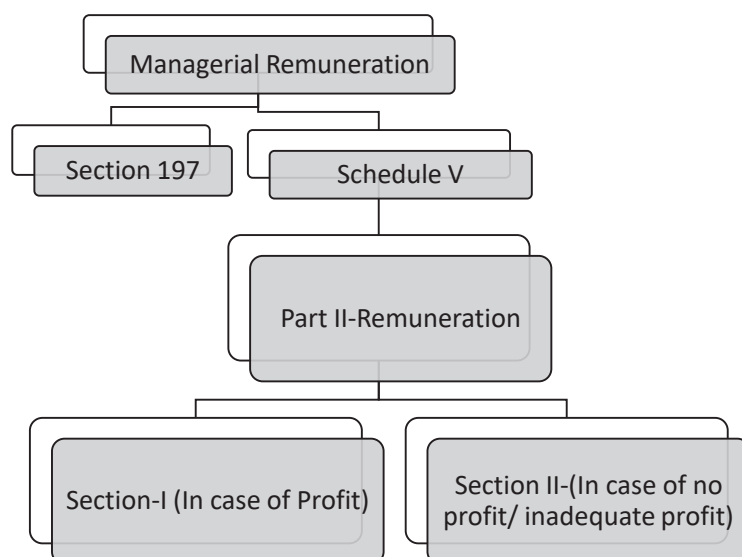 Managerial Remuneration
Section 197
Schedule V
Part II-Remuneration
Section-I (In case of Profit)
Section II-(In case of no
profit/ inadequate profit)